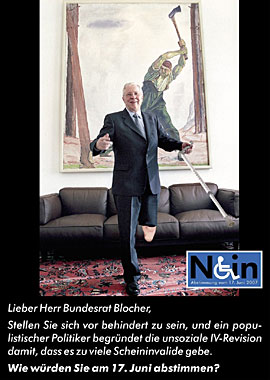 Nein
Abstimmung vom 17. Juni 2007
Lieber Herr Bundesrat Blocher,
Stellen Sie sich vor behindert zu sein, und ein popu-
listischer Politiker begründet die unsoziale IV-Revision
damit, dass es zu viele Scheininvalide gebe.
Wie würden Sie am 17. Juni abstimmen?